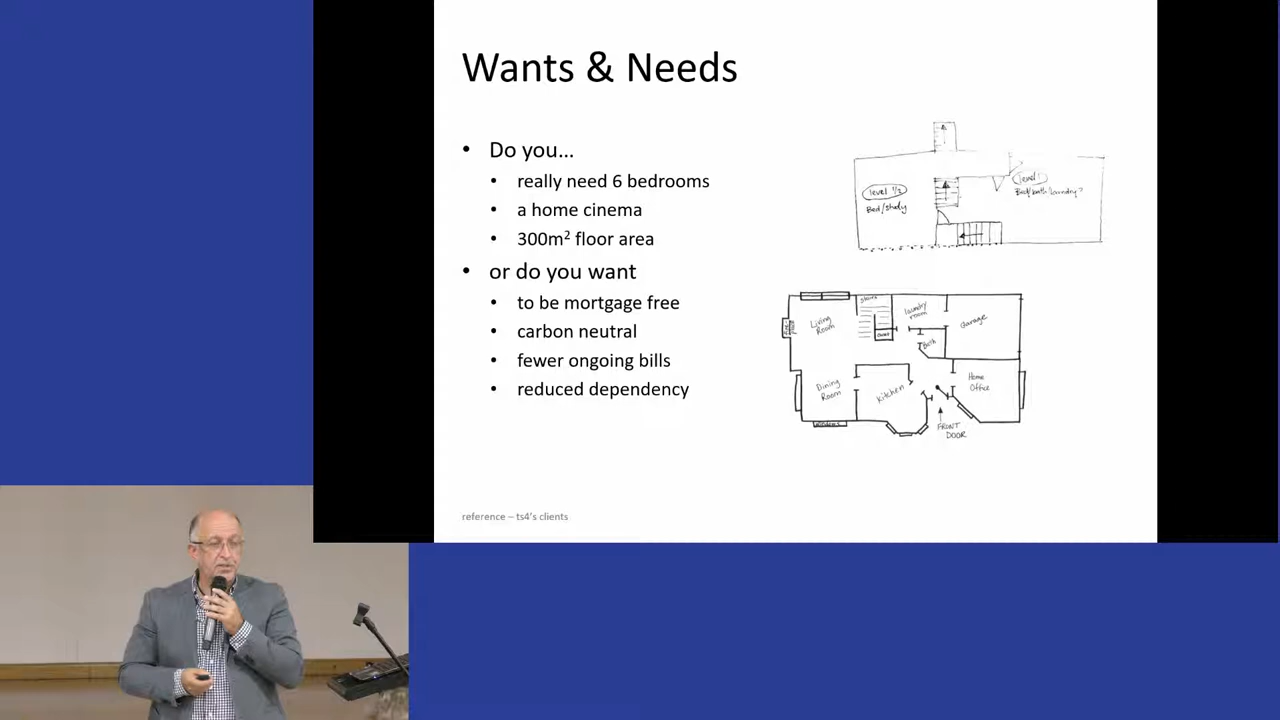 Wants & Needs
• Do you...
• really need 6 bedrooms
• a home cinema
• 300m² floor area
• or do you want
• to be mortgage free
• carbon neutral
• fewer ongoing bills
• reduced dependency
level 1/2
Bed/study
level 1
Bed/bath/laundry?
Living
Room
stairs
laundry
room
Garage
Bath
Dining
Room
Kitchen
Home
Office
FRONT
DOOR
reference – ts4's clients